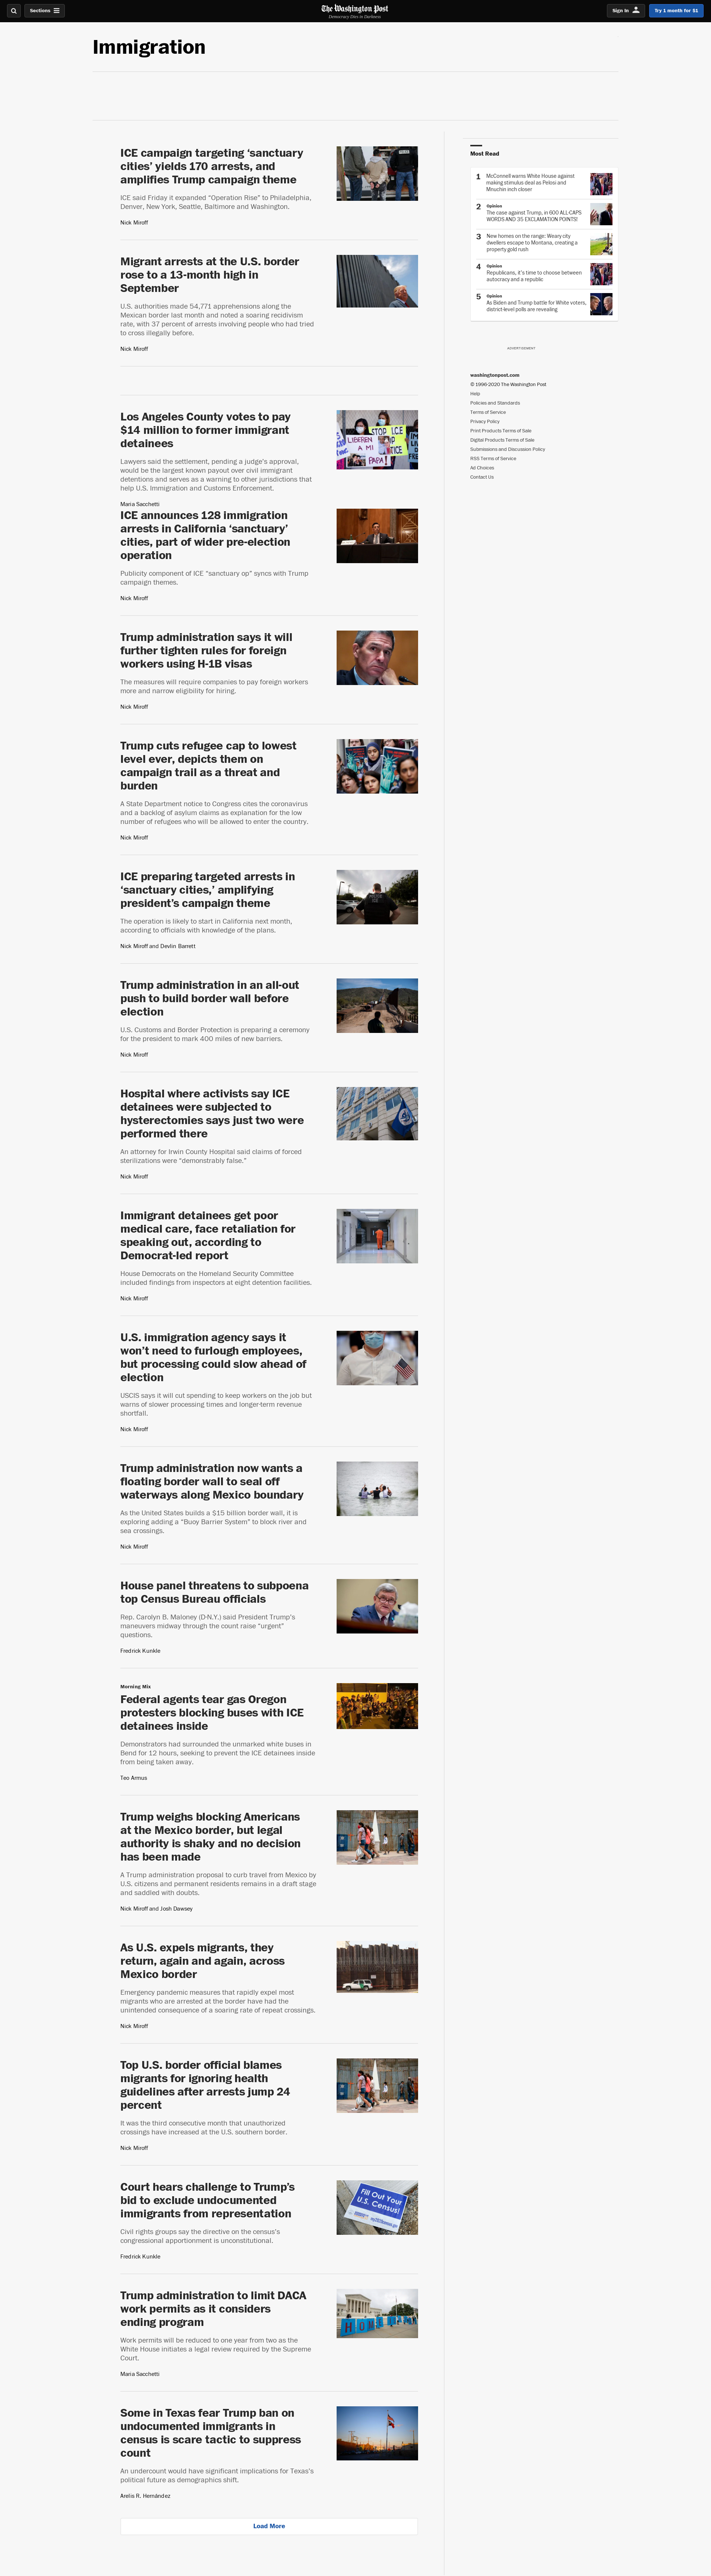 Sections
The Washington Post
Democracy Dies in Darkness
Sign In
Try 1 month for $1
Immigration
ICE campaign targeting ‘sanctuary
cities’ yields 170 arrests, and
amplifies Trump campaign theme
ICE said Friday it expanded "Operation Rise" to Philadelphia,
Denver, New York, Seattle, Baltimore and Washington.
Nick Miroff
Migrant arrests at the U.S. border
rose to a 13-month high in
September
U.S. authorities made 54,771 apprehensions along the
Mexican border last month and noted a soaring recidivism
rate, with 37 percent of arrests involving people who had tried
to cross illegally before.
Nick Miroff
Los Angeles County votes to pay
$14 million to former immigrant
detainees
Lawyers said the settlement, pending a judge’s approval,
would be the largest known payout over civil immigrant
detentions and serves as a warning to other jurisdictions that
help U.S. Immigration and Customs Enforcement.
Maria Sacchetti
ICE announces 128 immigration
arrests in California ‘sanctuary’
cities, part of wider pre-election
operation
Publicity component of ICE "sanctuary op" syncs with Trump
campaign themes.
Nick Miroff
Trump administration says it will
further tighten rules for foreign
workers using H-1B visas
The measures will require companies to pay foreign workers
more and narrow eligibility for hiring.
Nick Miroff
Trump cuts refugee cap to lowest
level ever, depicts them on
campaign trail as a threat and
burden
A State Department notice to Congress cites the coronavirus
and a backlog of asylum claims as explanation for the low
number of refugees who will be allowed to enter the country.
Nick Miroff
ICE preparing targeted arrests in
‘sanctuary cities,’ amplifying
president’s campaign theme
The operation is likely to start in California next month,
according to officials with knowledge of the plans.
Nick Miroff and Devlin Barrett
Trump administration in an all-out
push to build border wall before
election
U.S. Customs and Border Protection is preparing a ceremony
for the president to mark 400 miles of new barriers.
Nick Miroff
Hospital where activists say ICE
detainees were subjected to
hysterectomies says just two were
performed there
An attorney for Irwin County Hospital said claims of forced
sterilizations were “demonstrably false.”
Nick Miroff
Immigrant detainees get poor
medical care, face retaliation for
speaking out, according to
Democrat-led report
House Democrats on the Homeland Security Committee
included findings from inspectors at eight detention facilities.
Nick Miroff
U.S. immigration agency says it
won’t need to furlough employees,
but processing could slow ahead of
election
USCIS says it will cut spending to keep workers on the job but
warns of slower processing times and longer-term revenue
shortfall.
Nick Miroff
Trump administration now wants a
floating border wall to seal off
waterways along Mexico boundary
As the United States builds a $15 billion border wall, it is
exploring adding a “Buoy Barrier System” to block river and
sea crossings.
Nick Miroff
House panel threatens to subpoena
top Census Bureau officials
Rep. Carolyn B. Maloney (D-N.Y.) said President Trump’s
maneuvers midway through the count raise “urgent”
questions.
Fredrick Kunkle
Morning Mix
Federal agents tear gas Oregon
protesters blocking buses with ICE
detainees inside
Demonstrators had surrounded the unmarked white buses in
Bend for 12 hours, seeking to prevent the ICE detainees inside
from being taken away.
Teo Armus
Trump weighs blocking Americans
at the Mexico border, but legal
authority is shaky and no decision
has been made
A Trump administration proposal to curb travel from Mexico by
U.S. citizens and permanent residents remains in a draft stage
and saddled with doubts.
Nick Miroff and Josh Dawsey
As U.S. expels migrants, they
return, again and again, across
Mexico border
Emergency pandemic measures that rapidly expel most
migrants who are arrested at the border have had the
unintended consequence of a soaring rate of repeat crossings.
Nick Miroff
Top U.S. border official blames
migrants for ignoring health
guidelines after arrests jump 24
percent
It was the third consecutive month that unauthorized
crossings have increased at the U.S. southern border.
Nick Miroff
Court hears challenge to Trump’s
bid to exclude undocumented
immigrants from representation
Civil rights groups say the directive on the census’s
congressional apportionment is unconstitutional.
Fredrick Kunkle
Trump administration to limit DACA
work permits as it considers
ending program
Work permits will be reduced to one year from two as the
White House initiates a legal review required by the Supreme
Court.
Maria Sacchetti
Some in Texas fear Trump ban on
undocumented immigrants in
census is scare tactic to suppress
count
An undercount would have significant implications for Texas’s
political future as demographics shift.
Arelis R. Hernández
Load More
Most Read
1 McConnell warns White House against
making stimulus deal as Pelosi and
Mnuchin inch closer
2 Opinion
The case against Trump, in 600 ALL-CAPS
WORDS AND 35 EXCLAMATION POINTS!
3 New homes on the range: Weary city
dwellers escape to Montana, creating a
property gold rush
4 Opinion
Republicans, it’s time to choose between
autocracy and a republic
5 Opinion
As Biden and Trump battle for White voters,
district-level polls are revealing
ADVERTISEMENT
washingtonpost.com
© 1996-2020 The Washington Post
Help
Policies and Standards
Terms of Service
Privacy Policy
Print Products Terms of Sale
Digital Products Terms of Sale
Submissions and Discussion Policy
RSS Terms of Service
Ad Choices
Contact Us
LIBEREN
A MI
PAPA!
STOP ICE
POLICE
ICE
Fill Out Your
U.S. Census!